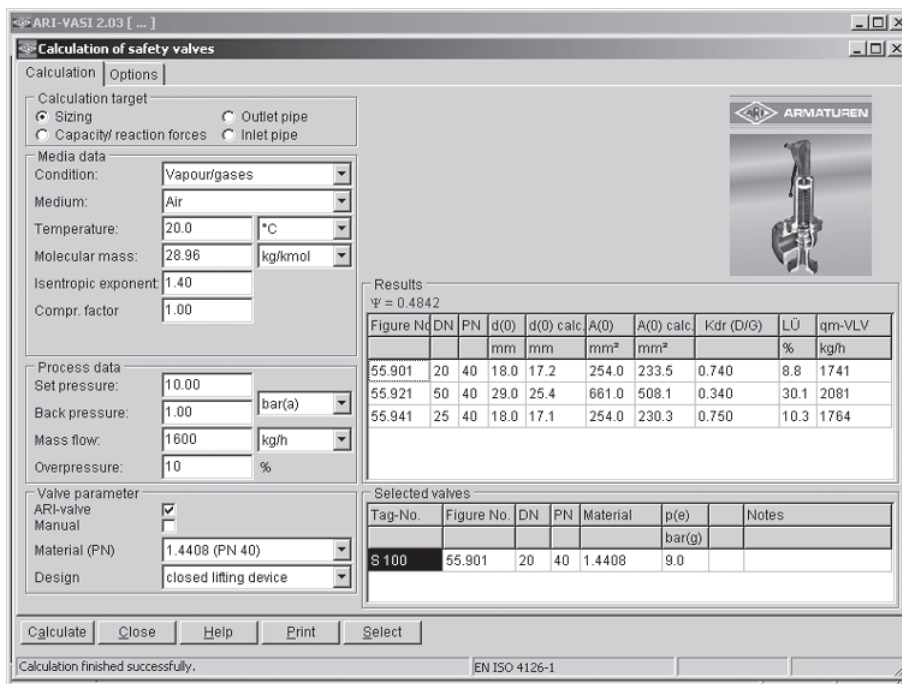 ARI-VASI 2.03 [ ... ]
Calculation of safety valves
Calculation Options
Calculation target
Sizing Outlet pipe
Capacity/ reaction forces Inlet pipe
Media data
Condition: Vapour/gases
Medium: Air
Temperature: 20.0 °C
Molecular mass: 28.96 kg/kmol
Isentropic exponent: 1.40
Compr. factor 1.00
Process data
Set pressure: 10.00
Back pressure: 1.00 bar(a)
Mass flow: 1600 kg/h
Overpressure: 10 %
Valve parameter
ARI-valve
Manual
Material (PN) 1.4408 (PN 40)
Design closed lifting device
ARI ARMATUREN
Results
Ψ = 0.4842
Figure No DN PN d(0) d(0) calc. A(0) A(0) calc. Kdr (D/G) LÜ qm-VLV
mm mm mm² mm² % kg/h
55.901 20 40 18.0 17.2 254.0 233.5 0.740 8.8 1741
55.921 50 40 29.0 25.4 661.0 508.1 0.340 30.1 2081
55.941 25 40 18.0 17.1 254.0 230.3 0.750 10.3 1764
Selected valves
Tag-No. Figure No. DN PN Material p(e) Notes
bar(g)
S 100 55.901 20 40 1.4408 9.0
Calculate Close Help Print Select
Calculation finished successfully. EN ISO 4126-1